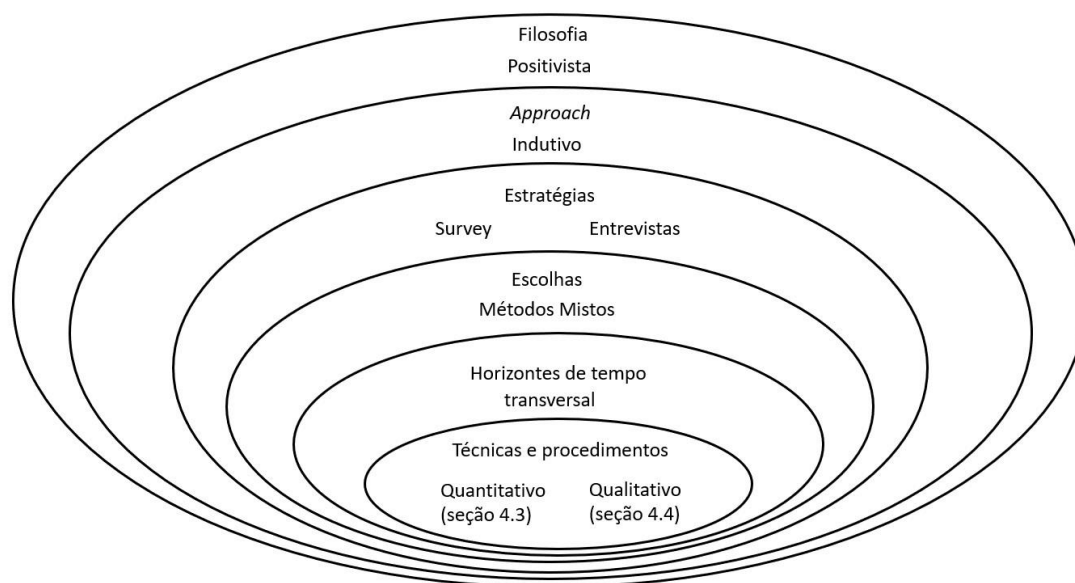 Filosofia
Positivista
Approach
Indutivo
Estratégias
Survey Entrevistas
Escolhas
Métodos Mistos
Horizontes de tempo
transversal
Técnicas e procedimentos
Quantitativo Qualitativo
(seção 4.3) (seção 4.4)